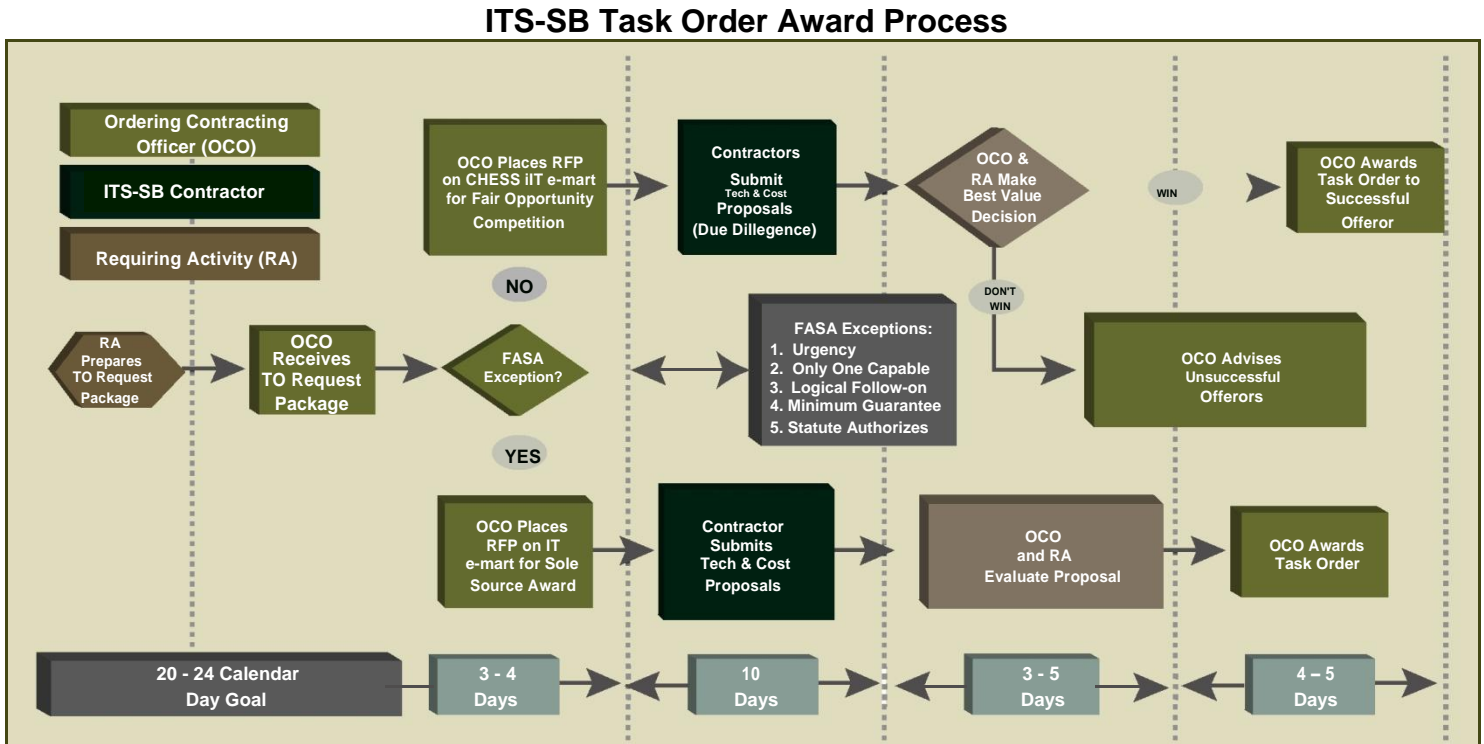 ITS-SB Task Order Award Process
Ordering Contracting
Officer (OCO)
ITS-SB Contractor
Requiring Activity (RA)
OCO Places RFP
on CHESS iIT e-mart
for Fair Opportunity
Competition
Contractors
Submit
Tech & Cost
Proposals
(Due Dillegence)
OCO &
RA Make
Best Value
Decision
WIN
OCO Awards
Task Order to
Successful
Offeror
NO
DON'T
WIN
RA
Prepares
TO Request
Package
OCO
Receives
TO Request
Package
FASA
Exception?
FASA Exceptions:
1. Urgency
2. Only One Capable
3. Logical Follow-on
4. Minimum Guarantee
5. Statute Authorizes
OCO Advises
Unsuccessful
Offerors
YES
OCO Places
RFP on IT
e-mart for Sole
Source Award
Contractor
Submits
Tech & Cost
Proposals
OCO
and RA
Evaluate Proposal
OCO Awards
Task Order
20 - 24 Calendar
Day Goal
3 - 4
Days
10
Days
3 - 5
Days
4 – 5
Days